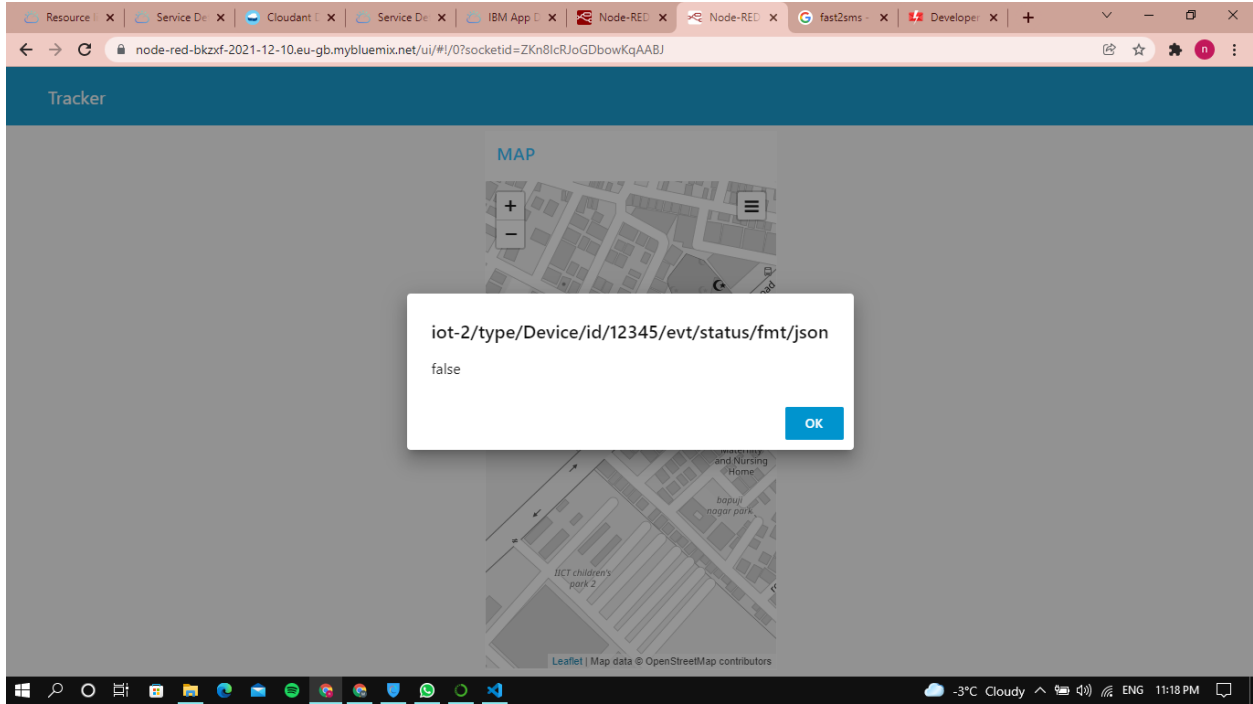 Resource
Service De
Cloudant
Service De
IBM App D
Node-RED
Node-RED
fast2sms -
Developer
node-red-bkzxf-2021-12-10.eu-gb.mybluemix.net/ui/#!/0?socketid=ZKn8lcRJoGDbowKqAABJ
n
Tracker
MAP
+
−
iot-2/type/Device/id/12345/evt/status/fmt/json
false
OK
and Nursing
Home
bapuji
nagar park
IICT children's
park 2
Leaflet | Map data © OpenStreetMap contributors
-3°C Cloudy
ENG
11:18 PM